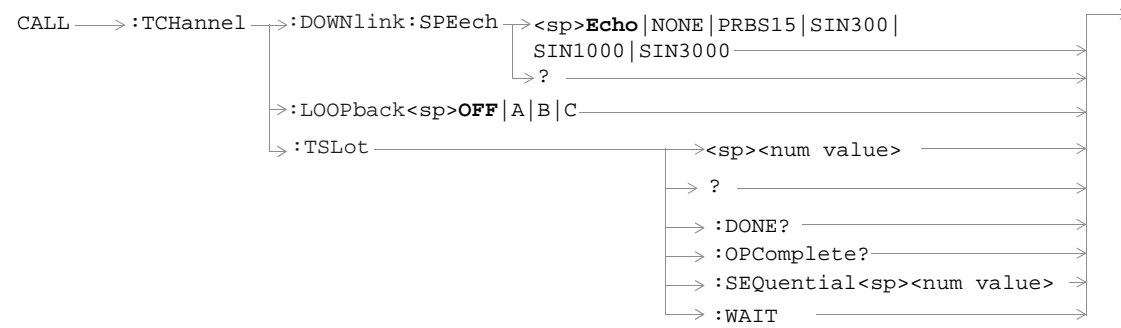 CALL :TCHannel :DOWNlink:SPEech <sp>Echo|NONE|PRBS15|SIN300|
SIN1000|SIN3000
?
:LOOPback<sp>OFF|A|B|C
:TSLot <sp><num value>
?
:DONE?
:OPComplete?
:SEQuential<sp><num value>
:WAIT